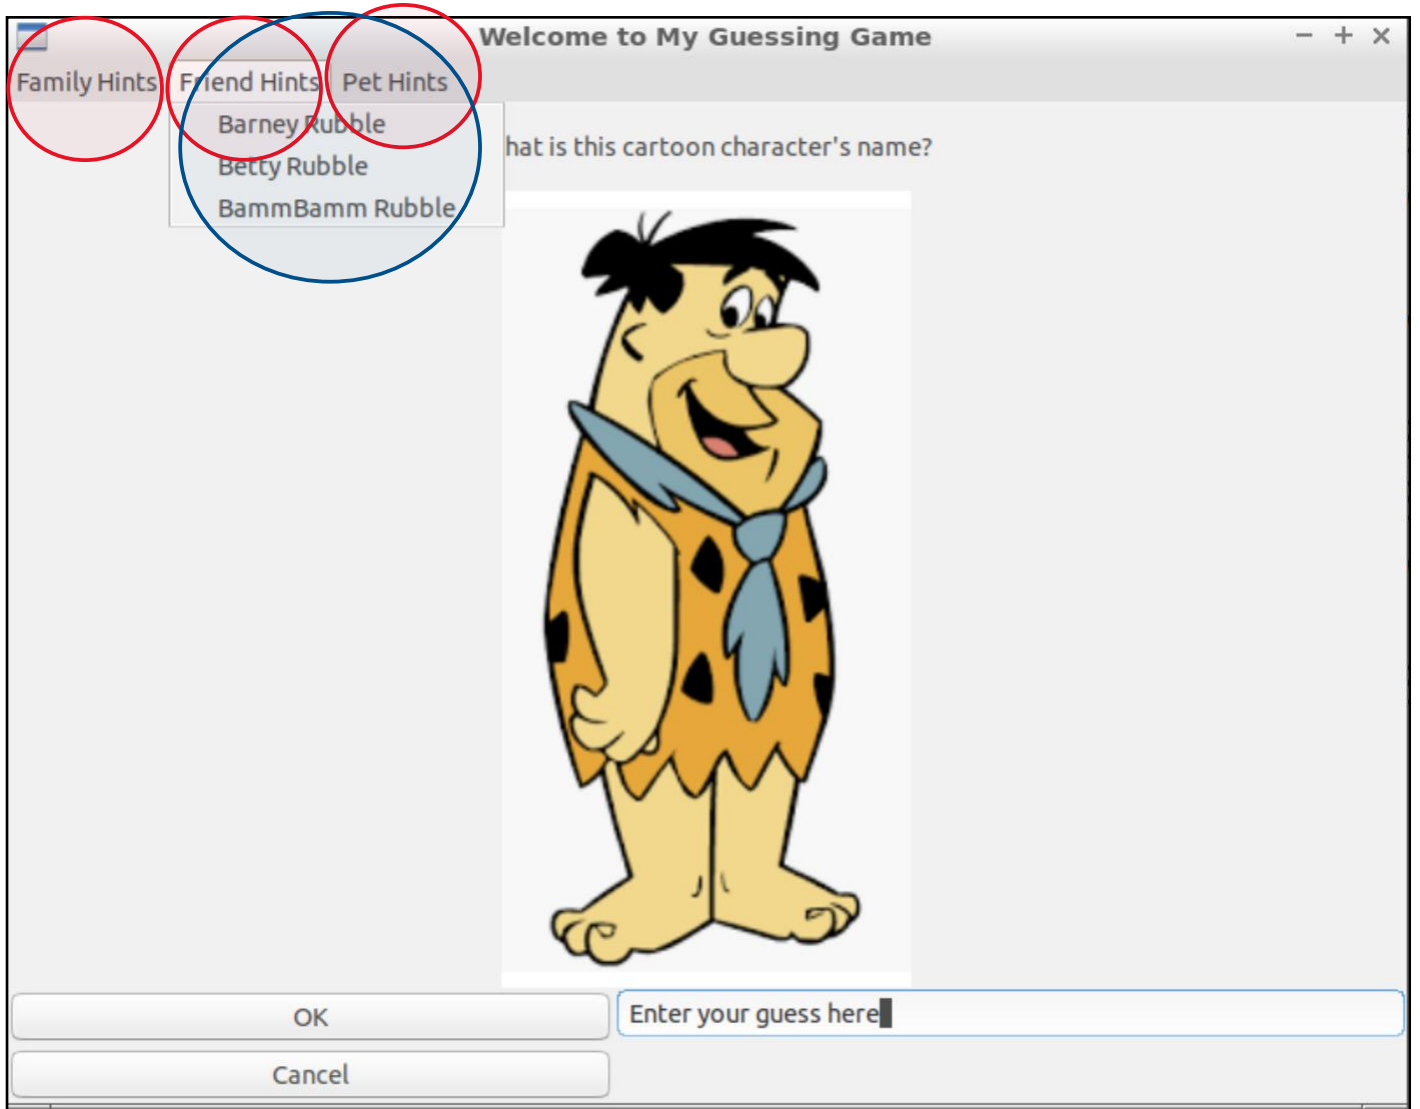 Welcome to My Guessing Game
Family Hints Friend Hints Pet Hints
Barney Rubble
Betty Rubble
BammBamm Rubble
hat is this cartoon character's name?
OK
Enter your guess here
Cancel